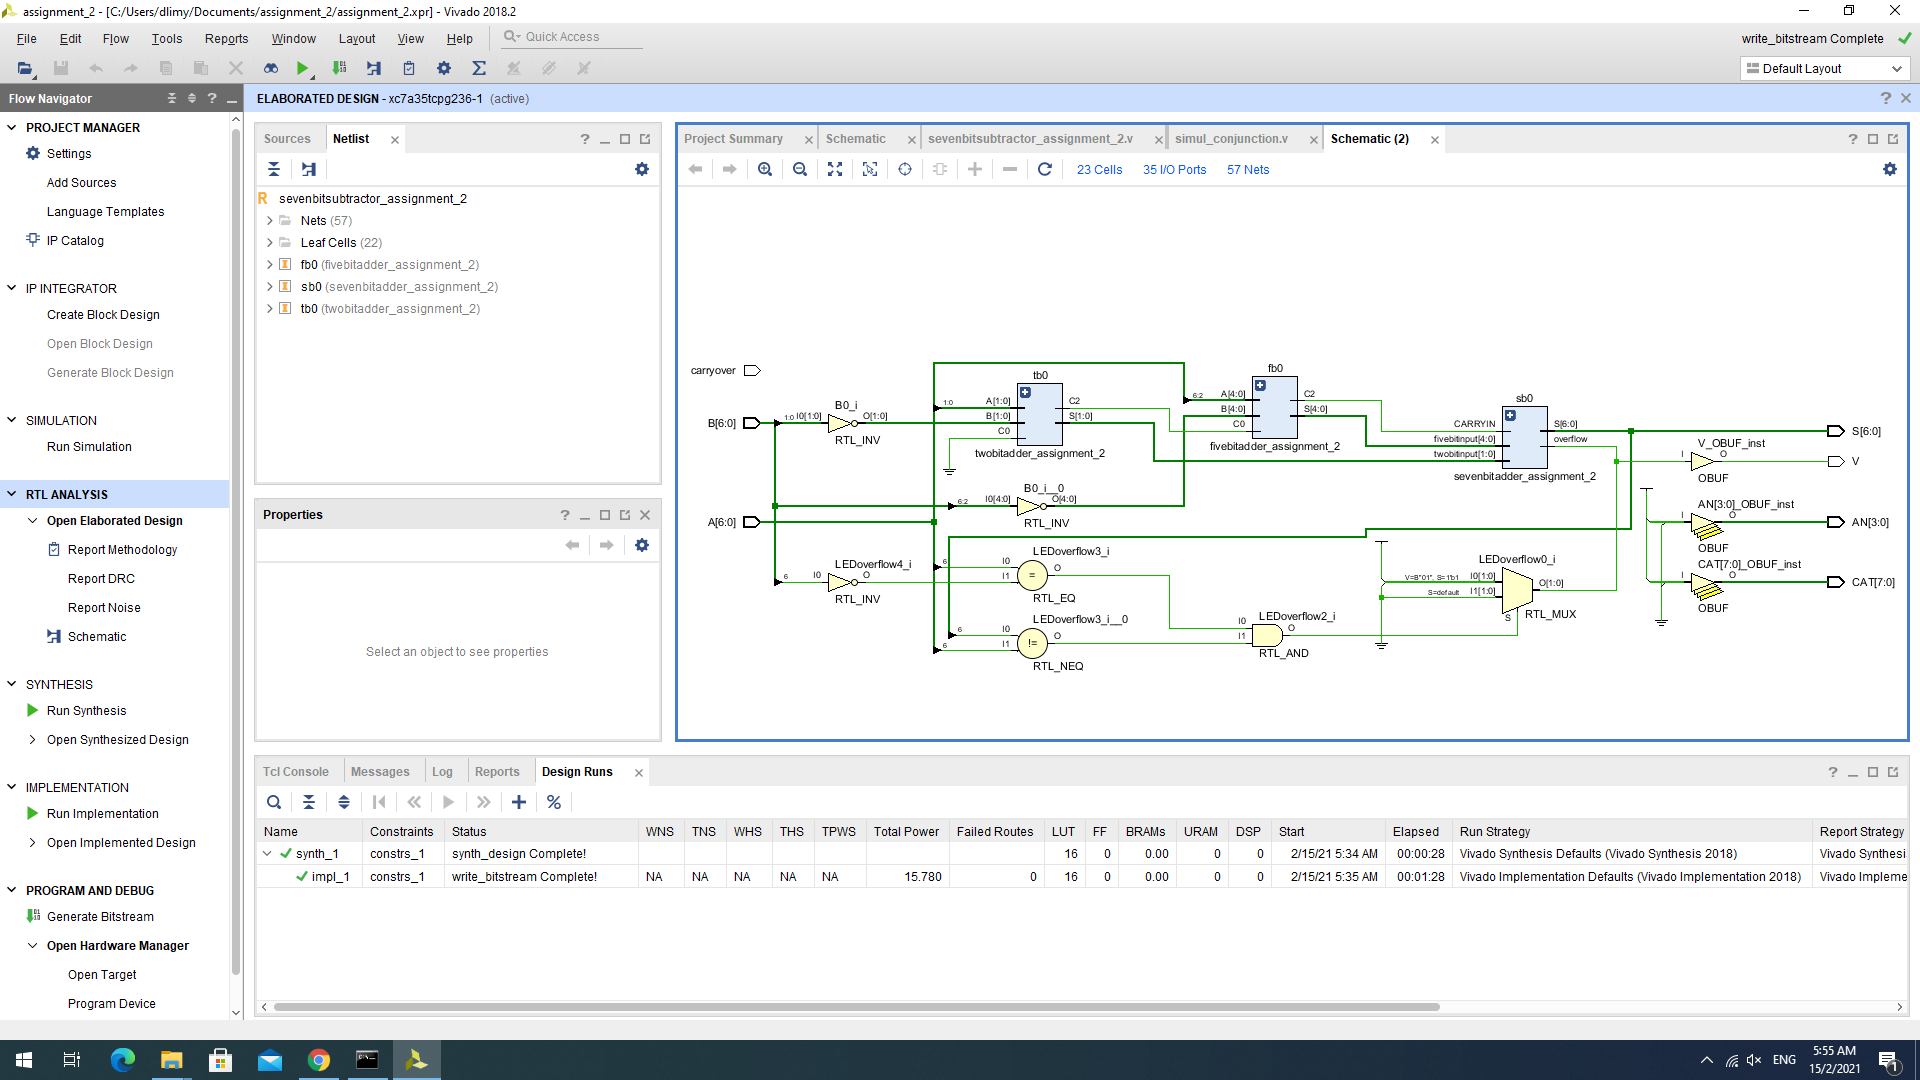 assignment_2 - [C:/Users/dlimy/Documents/assignment_2/assignment_2.xpr] - Vivado 2018.2
File Edit Flow Tools Reports Window Layout View Help Quick Access
write_bitstream Complete
Default Layout
Flow Navigator
PROJECT MANAGER
Settings
Add Sources
Language Templates
IP Catalog
IP INTEGRATOR
Create Block Design
Open Block Design
Generate Block Design
SIMULATION
Run Simulation
RTL ANALYSIS
Open Elaborated Design
Report Methodology
Report DRC
Report Noise
Schematic
SYNTHESIS
Run Synthesis
Open Synthesized Design
IMPLEMENTATION
Run Implementation
Open Implemented Design
PROGRAM AND DEBUG
Generate Bitstream
Open Hardware Manager
Open Target
Program Device
ELABORATED DESIGN - xc7a35tcpg236-1 (active)
Sources Netlist
sevenbitsubtractor_assignment_2
Nets (57)
Leaf Cells (22)
fb0 (fivebitadder_assignment_2)
sb0 (sevenbitadder_assignment_2)
tb0 (twobitadder_assignment_2)
Properties
Select an object to see properties
Project Summary Schematic sevenbitsubtractor_assignment_2.v simul_conjunction.v Schematic (2)
23 Cells 35 I/O Ports 57 Nets
carryover
B[6:0]
A[6:0]
1:0 I0[1:0] B0_i O[1:0]
RTL_INV
1:0 A[1:0] tb0 C2
B[1:0] S[1:0]
C0
twobitadder_assignment_2
6:2 I0[4:0] B0_i__0 O[4:0]
RTL_INV
6 I0 LEDoverflow4_i O
RTL_INV
6 I0 LEDoverflow3_i O
I1 =
RTL_EQ
6 I0 LEDoverflow3_i__0 O
6 I1 !=
RTL_NEQ
6:2 A[4:0] fb0 C2
B[4:0] S[4:0]
C0
fivebitadder_assignment_2
I0 LEDoverflow2_i O
I1
RTL_AND
CARRYIN sb0 S[6:0]
fivebitinput[4:0] overflow
twobitinput[1:0]
sevenbitadder_assignment_2
LEDoverflow0_i
V=B"01", S=1'b1 I0[1:0] O[1:0]
S=default I1[1:0]
S RTL_MUX
V_OBUF_inst
I O
OBUF
AN[3:0]_OBUF_inst
I O
OBUF
CAT[7:0]_OBUF_inst
I O
OBUF
S[6:0]
V
AN[3:0]
CAT[7:0]
Tcl Console Messages Log Reports Design Runs
Name Constraints Status WNS TNS WHS THS TPWS Total Power Failed Routes LUT FF BRAMs URAM DSP Start Elapsed Run Strategy Report Strategy
synth_1 constrs_1 synth_design Complete! 16 0 0.00 0 0 2/15/21 5:34 AM 00:00:28 Vivado Synthesis Defaults (Vivado Synthesis 2018) Vivado Synthesi
impl_1 constrs_1 write_bitstream Complete! NA NA NA NA NA 15.780 0 16 0 0.00 0 0 2/15/21 5:35 AM 00:01:28 Vivado Implementation Defaults (Vivado Implementation 2018) Vivado Impleme
ENG
5:55 AM
15/2/2021
1